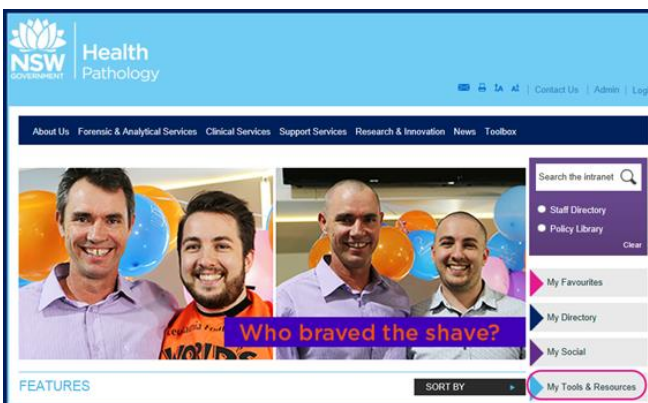 NSW
GOVERNMENT
Health
Pathology
Contact Us | Admin |
About Us Forensic & Analytical Services Clinical Services Support Services Research & Innovation News Toolbox
Search the intranet
Staff Directory
Policy Library
Clear
WORLD'S
Who braved the shave?
My Favourites
My Directory
My Social
My Tools & Resources
FEATURES
SORT BY